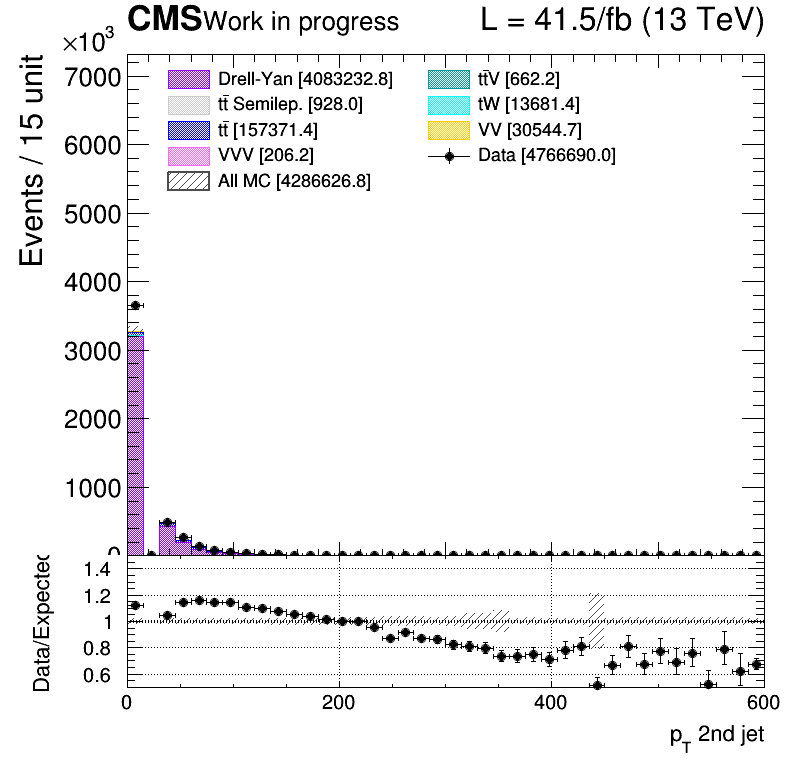 CMS Work in progress L = 41.5/fb (13 TeV)
×10³
Events / 15 unit
7000
6000
5000
4000
3000
2000
1000
0
Drell-Yan [4083232.8]
tt̄ Semilep. [928.0]
tt̄ [157371.4]
VVV [206.2]
All MC [4286626.8]
tt̄V [662.2]
tW [13681.4]
VV [30544.7]
Data [4766690.0]
Data/Expected
1.4
1.2
1
0.8
0.6
0 200 400 600
p_T 2nd jet